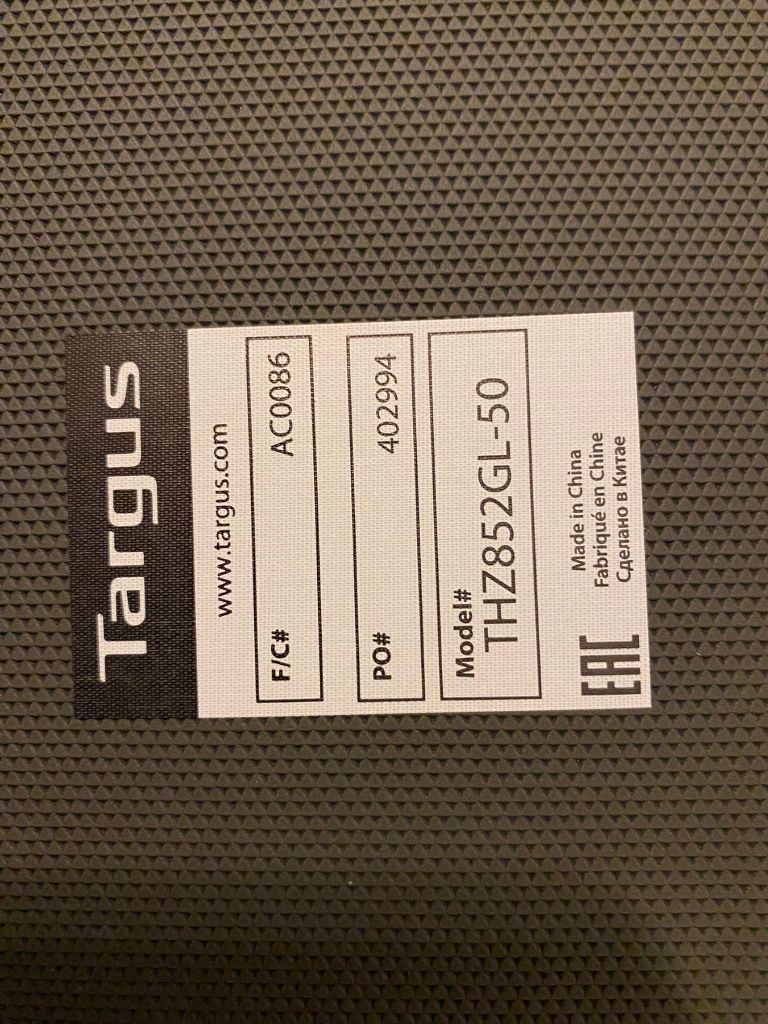 Targus
www.targus.com
F/C# AC0086
PO# 402994
Model#
THZ852GL-50
EAC
Made in China
Fabriqué en Chine
Сделано в Китае